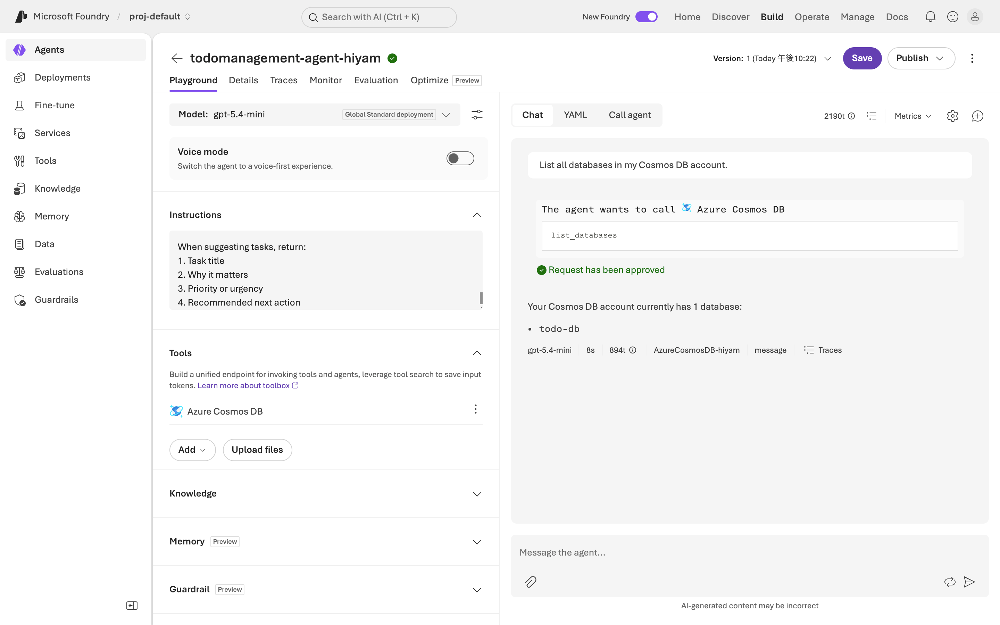 Microsoft Foundry / proj-default
Search with AI (Ctrl + K)
New Foundry
Home Discover Build Operate Manage Docs
Agents
Deployments
Fine-tune
Services
Tools
Knowledge
Memory
Data
Evaluations
Guardrails
todomanagement-agent-hiyam
Version: 1 (Today 午後10:22)
Save
Publish
Playground Details Traces Monitor Evaluation Optimize Preview
Model: gpt-5.4-mini Global Standard deployment
Voice mode
Switch the agent to a voice-first experience.
Instructions
When suggesting tasks, return:
1. Task title
2. Why it matters
3. Priority or urgency
4. Recommended next action
Tools
Build a unified endpoint for invoking tools and agents, leverage tool search to save input
tokens. Learn more about toolbox
Azure Cosmos DB
Add Upload files
Knowledge
Memory Preview
Guardrail Preview
Chat YAML Call agent
2190t Metrics
List all databases in my Cosmos DB account.
The agent wants to call Azure Cosmos DB
list_databases
Request has been approved
Your Cosmos DB account currently has 1 database:
• todo-db
gpt-5.4-mini 8s 894t AzureCosmosDB-hiyam message Traces
Message the agent...
AI-generated content may be incorrect